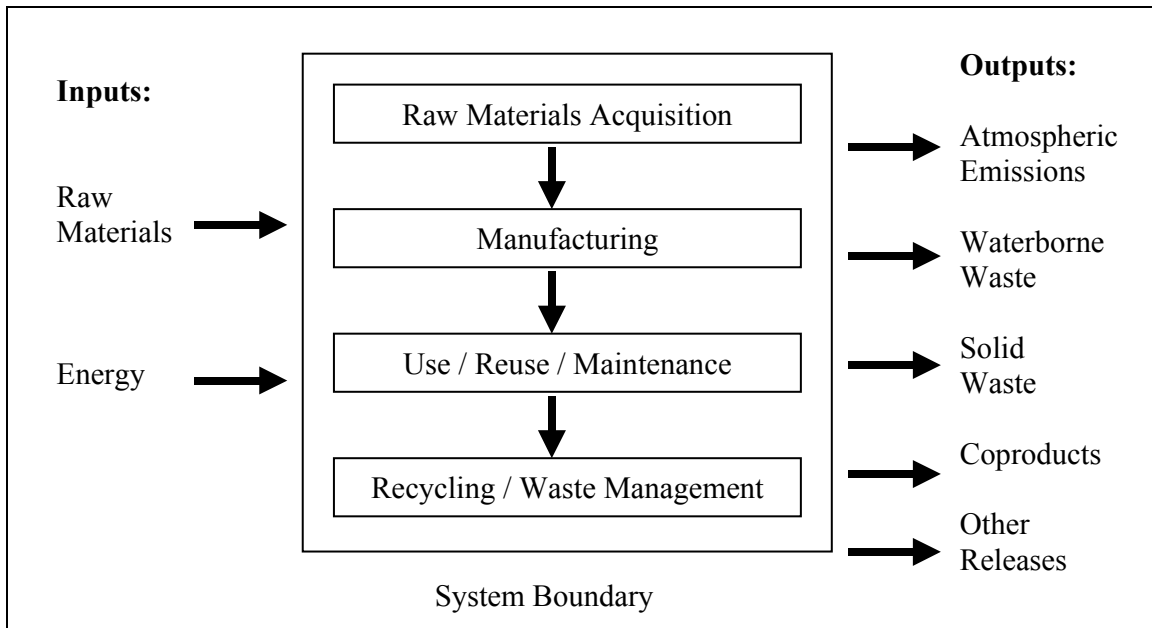 Inputs:
Raw
Materials
Energy
Raw Materials Acquisition
Manufacturing
Use / Reuse / Maintenance
Recycling / Waste Management
System Boundary
Outputs:
Atmospheric
Emissions
Waterborne
Waste
Solid
Waste
Coproducts
Other
Releases